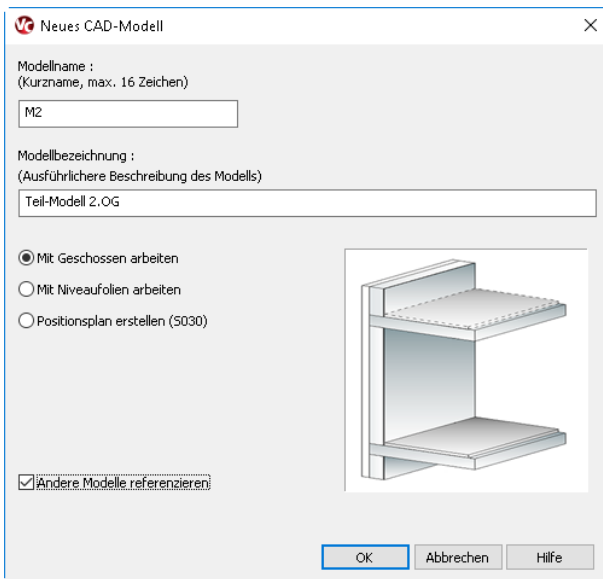 Neues CAD-Modell
Modellname :
(Kurzname, max. 16 Zeichen)
M2
Modellbezeichnung :
(Ausführlichere Beschreibung des Modells)
Teil-Modell 2.OG
Mit Geschossen arbeiten
Mit Niveaufolien arbeiten
Positionsplan erstellen (S030)
Andere Modelle referenzieren
OK Abbrechen Hilfe